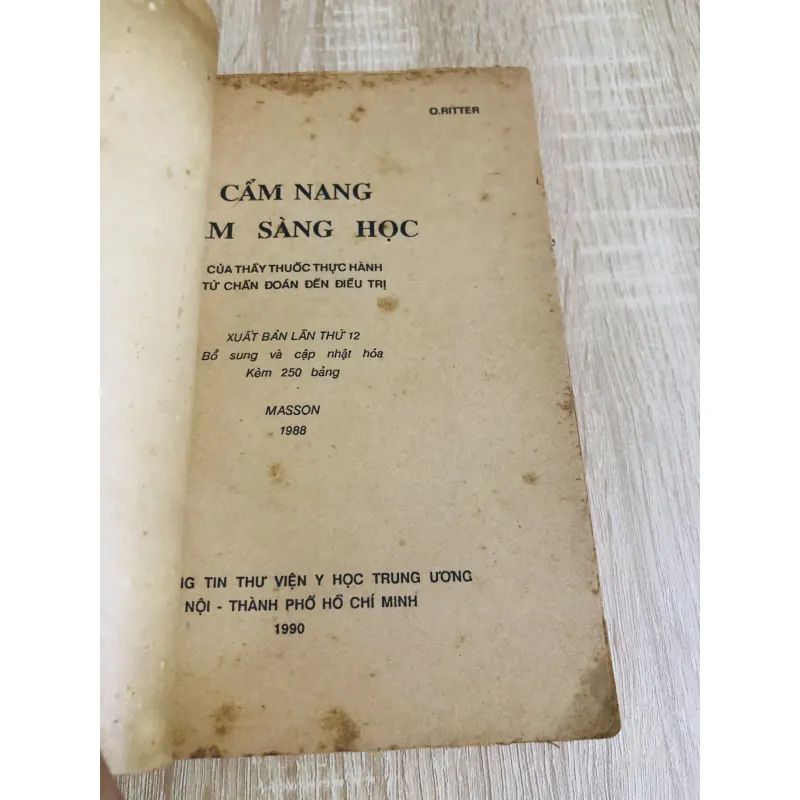 O.RITTER
CẨM NANG
ÂM SÀNG HỌC
CỦA THẦY THUỐC THỰC HÀNH
TỪ CHẨN ĐOÁN ĐẾN ĐIỀU TRỊ
XUẤT BẢN LẦN THỨ 12
Bổ sung và cập nhật hóa
Kèm 250 bảng
MASSON
1988
NG TIN THƯ VIỆN Y HỌC TRUNG ƯƠNG
NỘI - THÀNH PHỐ HỒ CHÍ MINH
1990